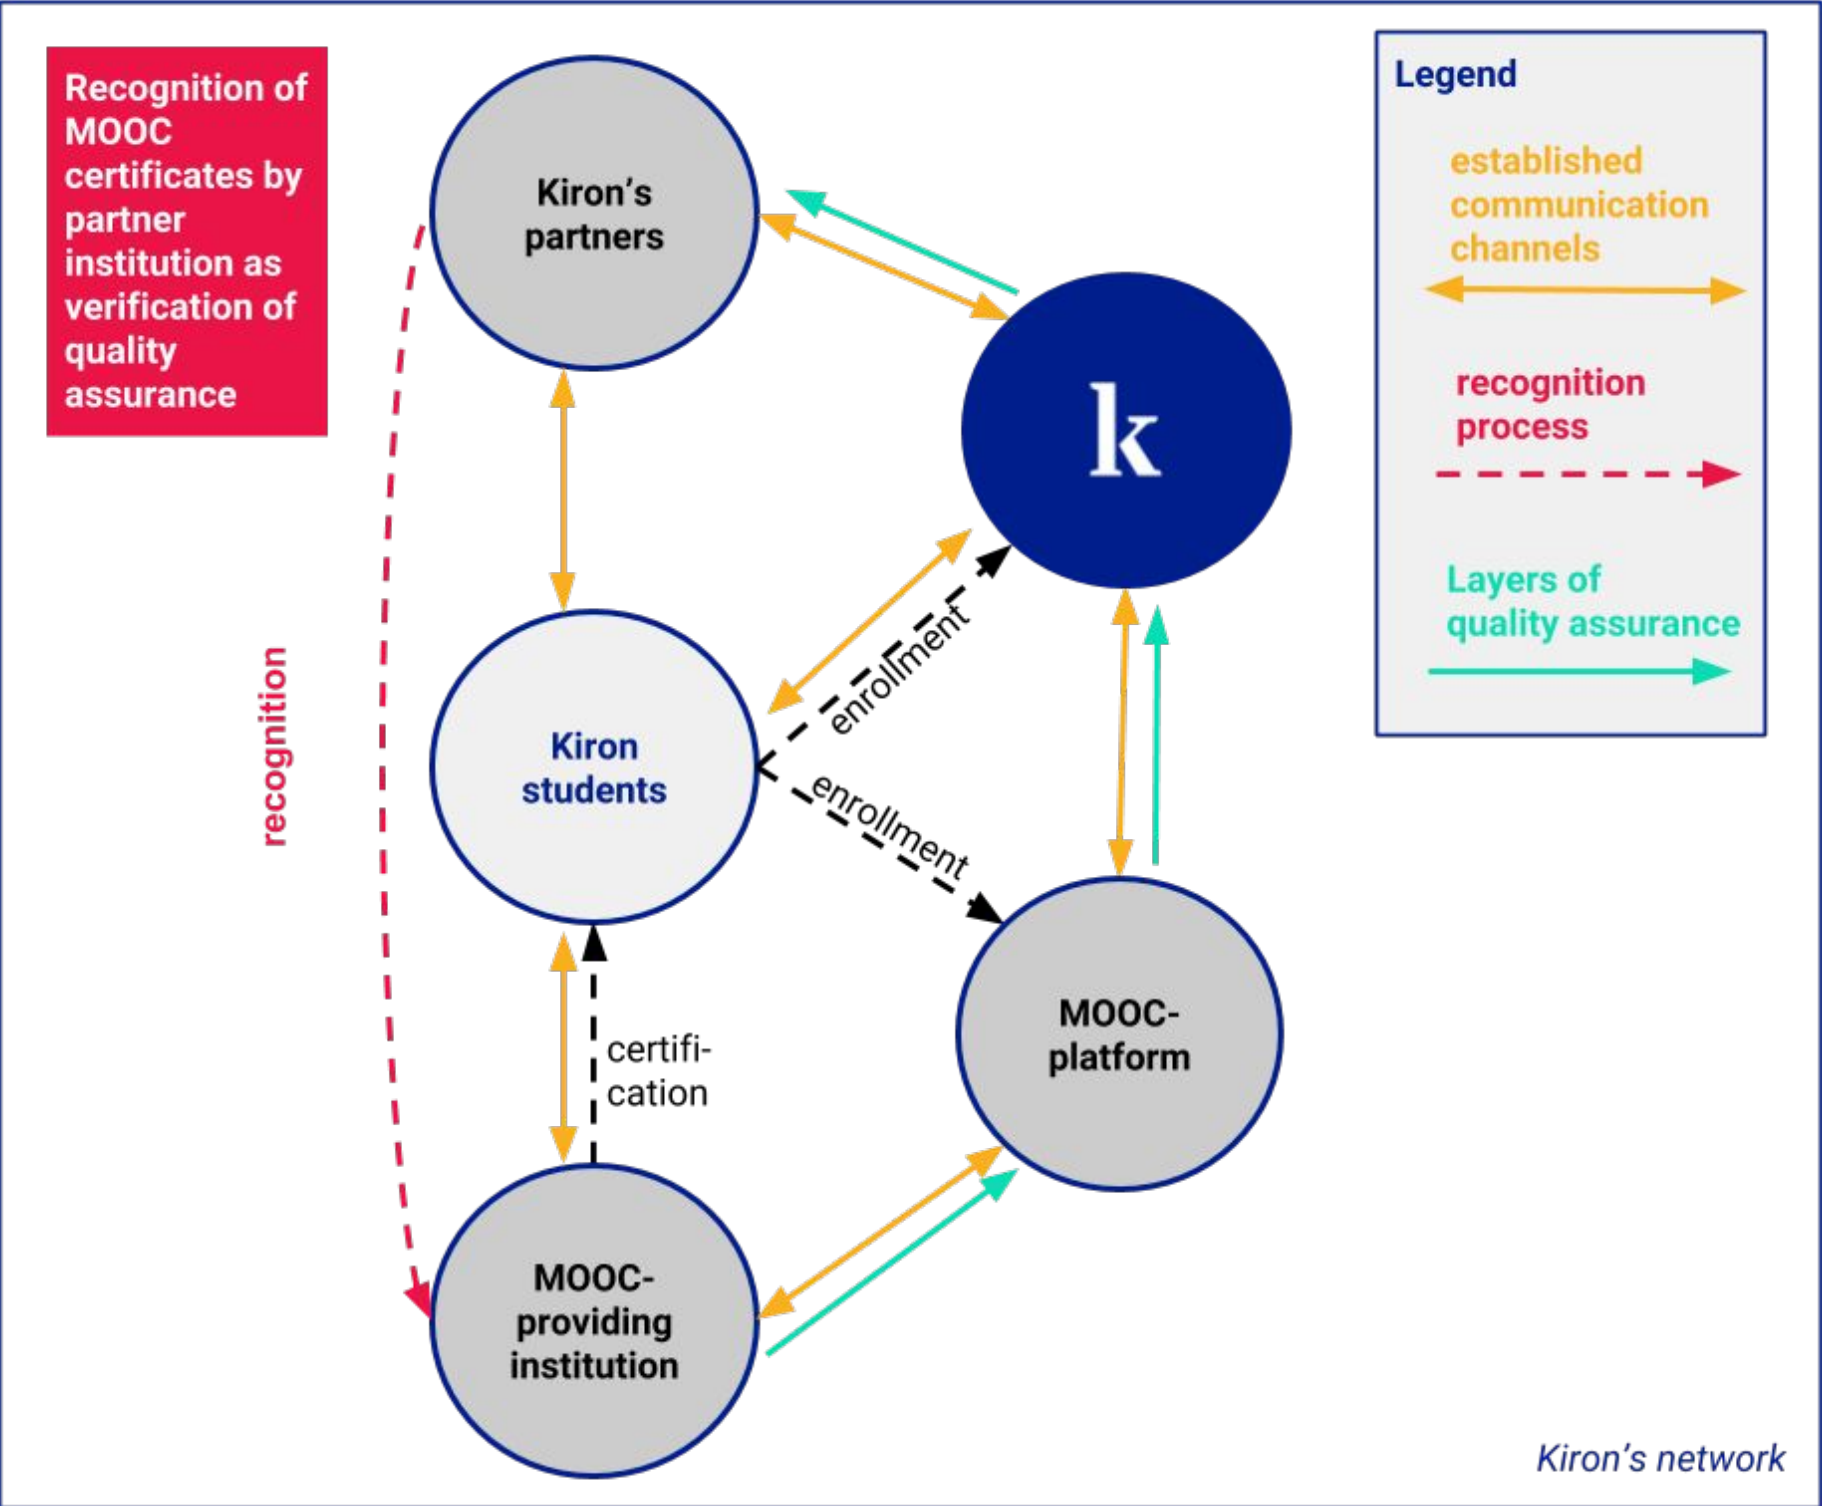 Recognition of
MOOC
certificates by
partner
institution as
verification of
quality
assurance
Kiron’s
partners
k
Legend
established
communication
channels
recognition
process
Layers of
quality assurance
recognition
Kiron
students
enrollment
enrollment
certifi-
cation
MOOC-
platform
MOOC-
providing
institution
Kiron’s network